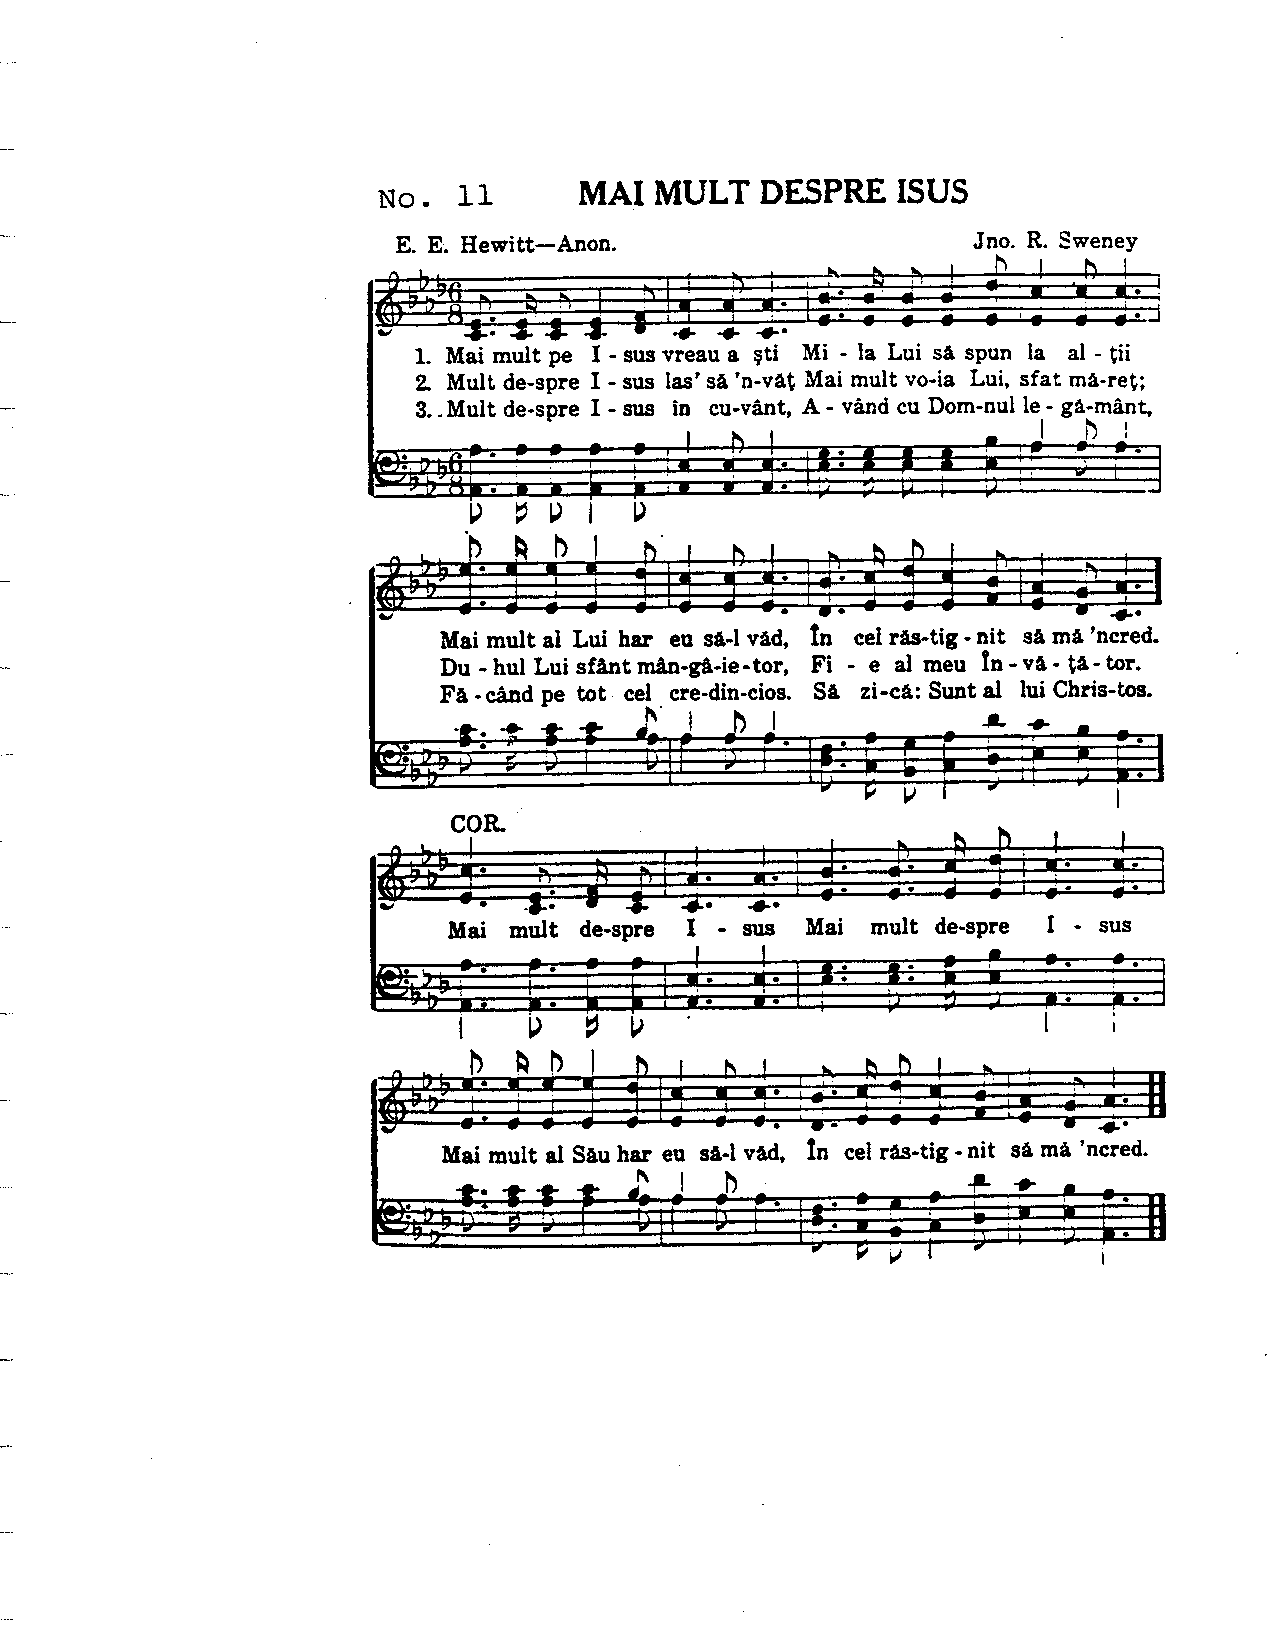 No. 11 MAI MULT DESPRE ISUS
E. E. Hewitt—Anon. Jno. R. Sweney
1. Mai mult pe I - sus vreau a ști Mi - la Lui să spun la al - ții
2. Mult de-spre I - sus las' să 'n-văț Mai mult vo-ia Lui, sfat mă-reț;
3. Mult de-spre I - sus în cu-vânt, A - vând cu Dom-nul le - gă-mânt,
Mai mult al Lui har eu să-l văd, În cel răs-tig - nit să mă 'ncred.
Du - hul Lui sfânt mân-gâ-ie-tor, Fi - e al meu În - vă - ță - tor.
Fă - când pe tot cel cre-din-cios. Să zi-că: Sunt al lui Chris-tos.
COR.
Mai mult de-spre I - sus Mai mult de-spre I - sus
Mai mult al Său har eu să-l văd, În cel răs-tig - nit să mă 'ncred.